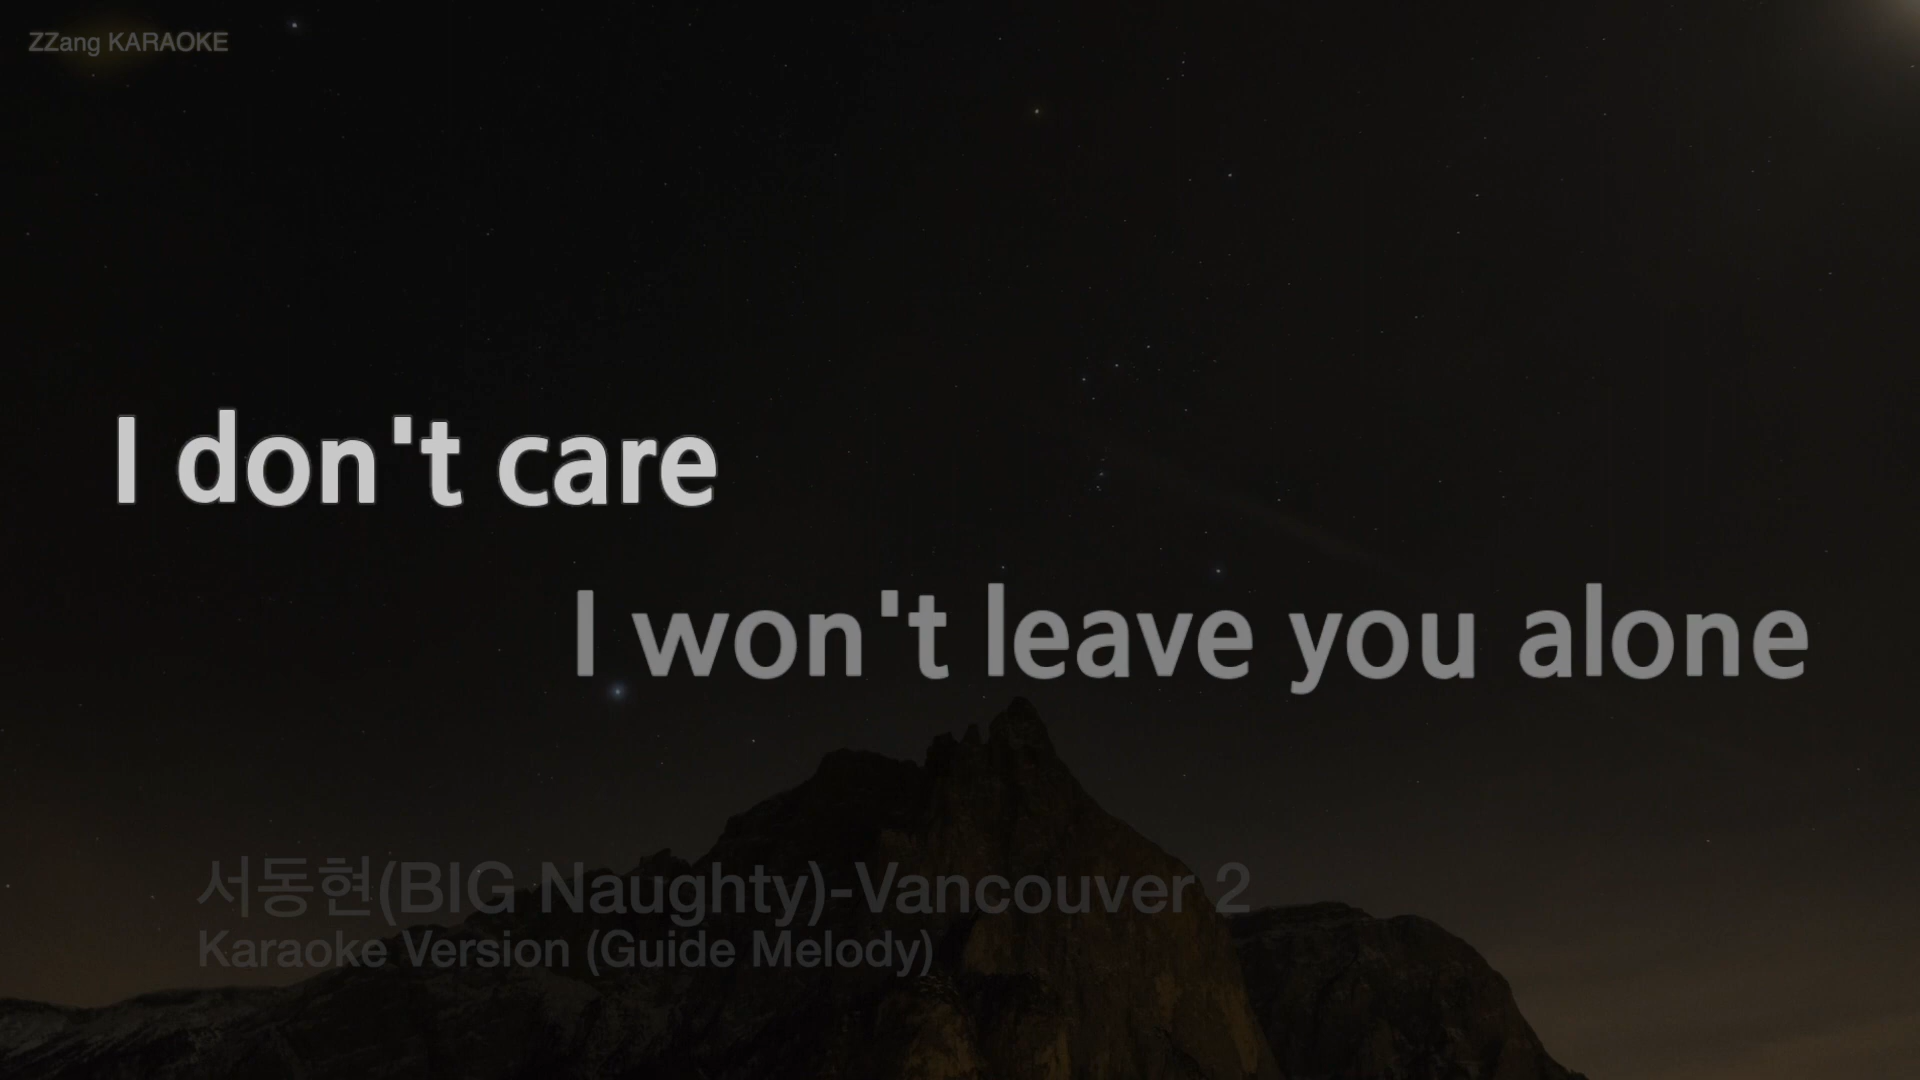 ZZang KARAOKE
I don't care
I won't leave you alone
서동현(BIG Naughty)-Vancouver 2
Karaoke Version (Guide Melody)